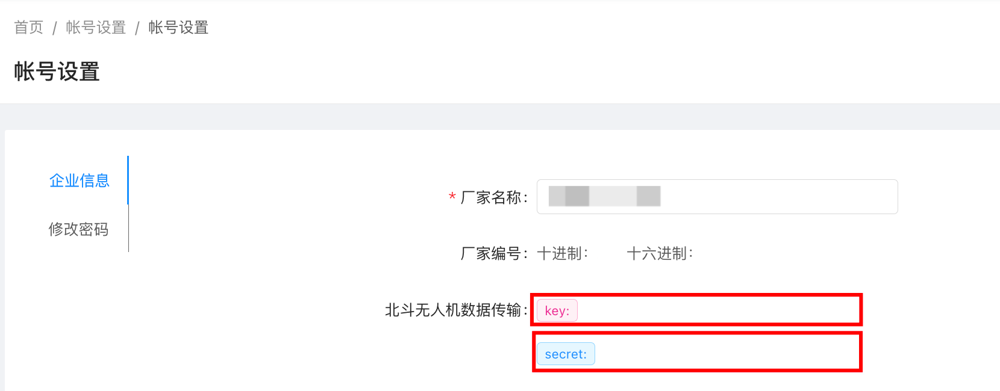 首页 / 帐号设置 / 帐号设置
帐号设置
企业信息
修改密码
* 厂家名称：
厂家编号： 十进制： 十六进制：
北斗无人机数据传输： key:
secret: